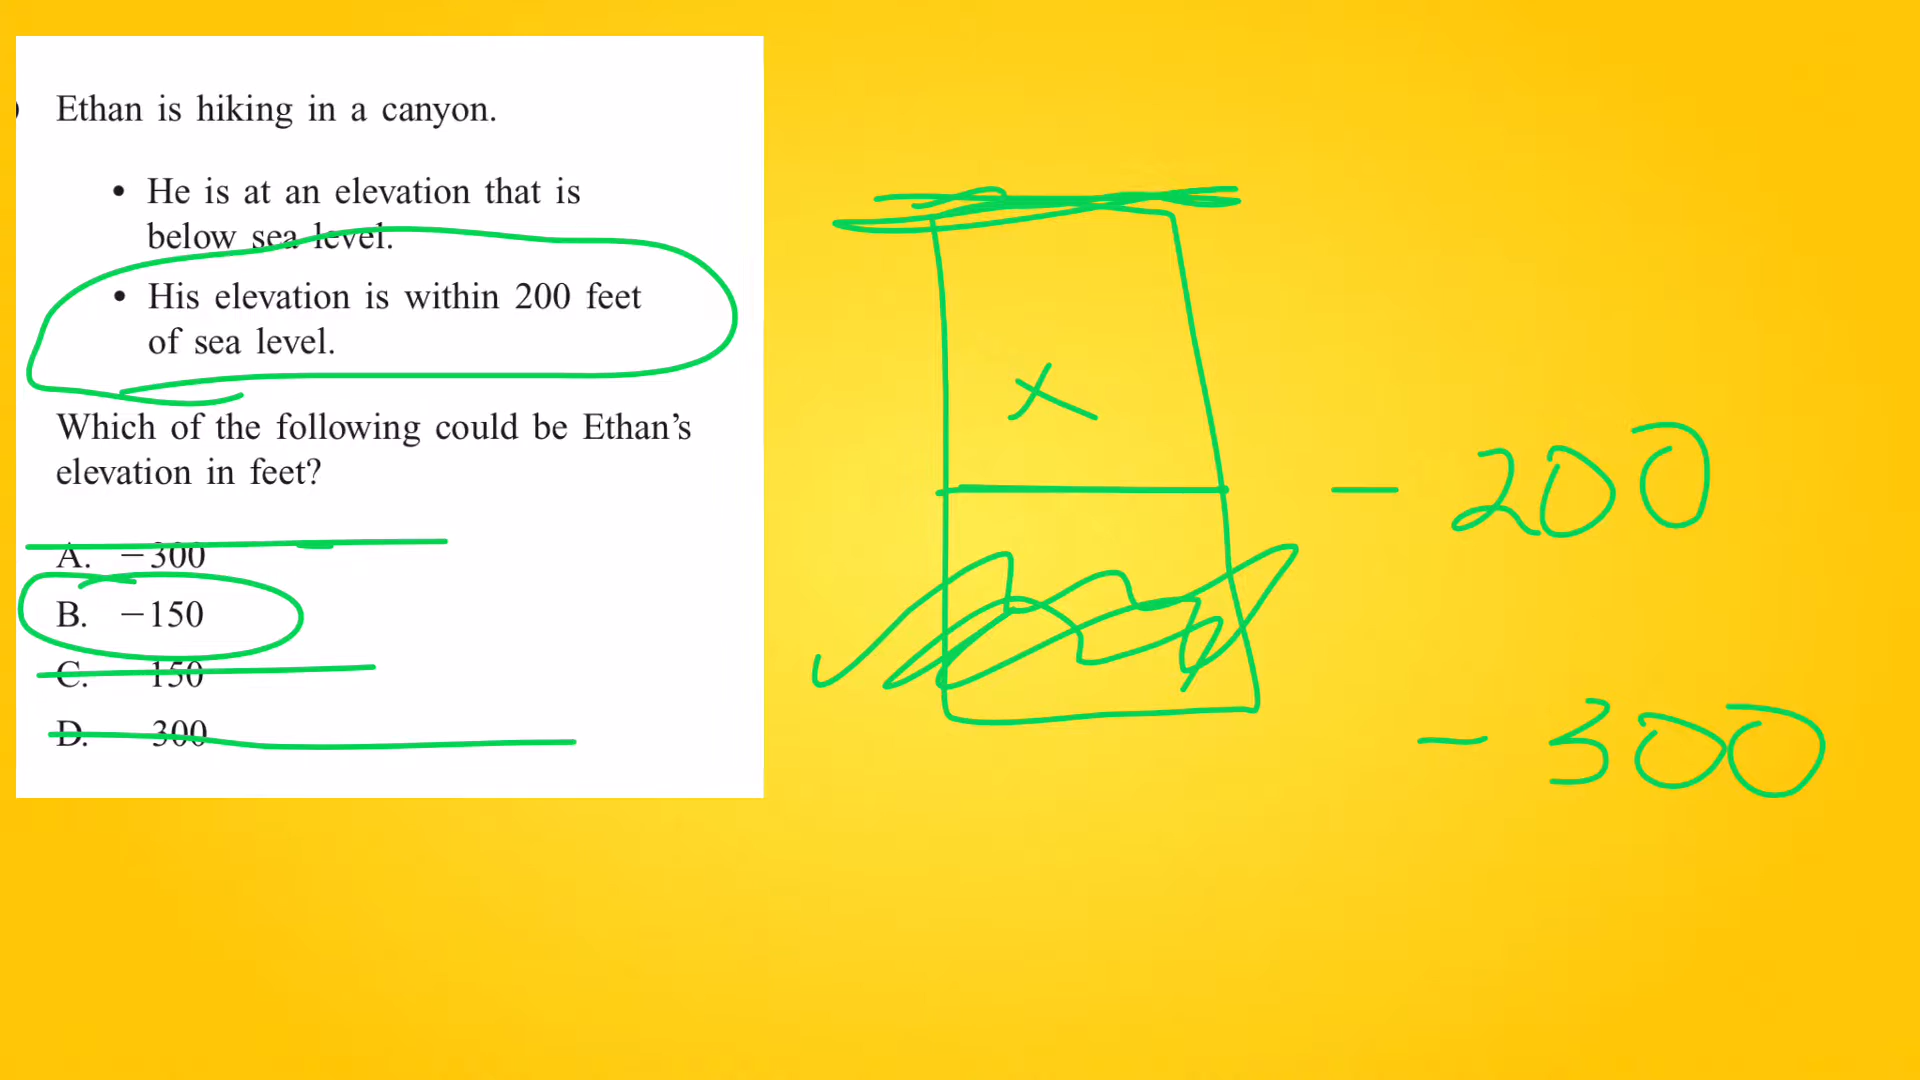 Ethan is hiking in a canyon.
• He is at an elevation that is
below sea level.
• His elevation is within 200 feet
of sea level.
Which of the following could be Ethan’s
elevation in feet?
A. −300
B. −150
C. 150
D. 300
X
− 200
− 300